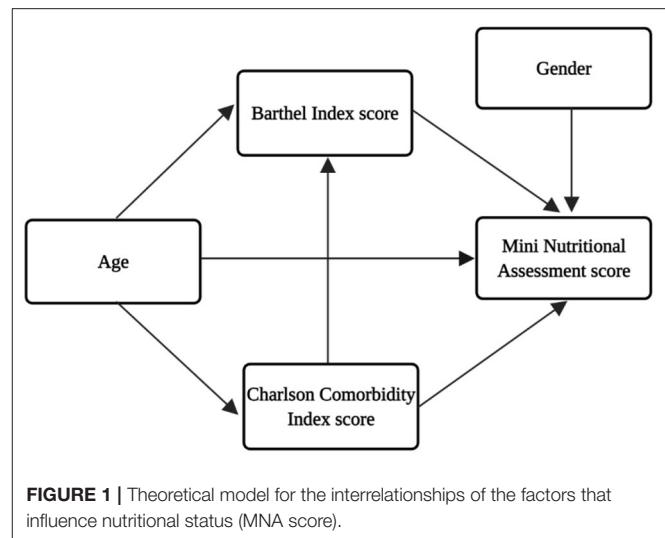 Gender
Barthel Index score
Mini Nutritional
Assessment score
Age
Charlson Comorbidity
Index score
FIGURE 1 | Theoretical model for the interrelationships of the factors that
influence nutritional status (MNA score).